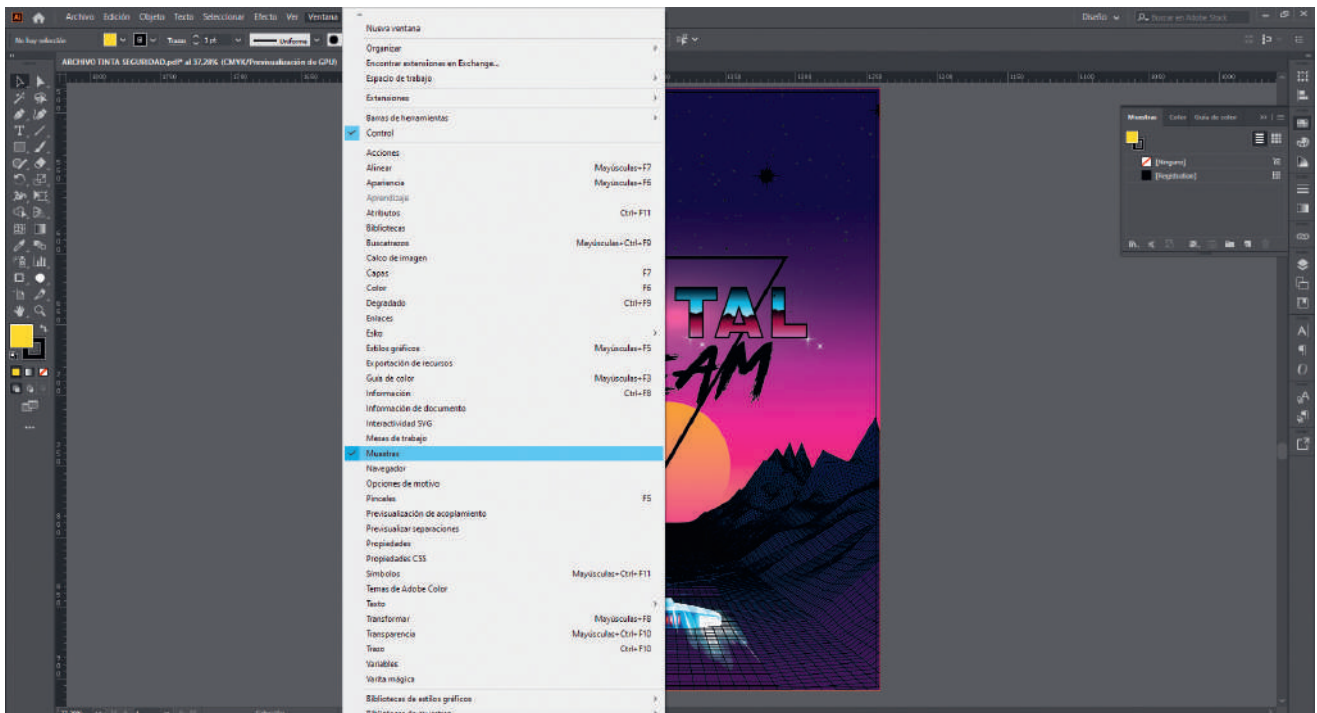 Ai Archivo Edición Objeto Texto Seleccionar Efecto Ver Ventana
Diseño
Buscar en Adobe Stock
No hay selección
Trazo: 1 pt
Uniforme
ARCHIVO TINTA SEGURIDAD.pdf* al 37,28% (CMYK/Previsualización de GPU)
Nueva ventana
Organizar
Encontrar extensiones en Exchange...
Espacio de trabajo
Extensiones
Barras de herramientas
Control
Acciones
Alinear Mayúsculas+F7
Apariencia Mayúsculas+F6
Aprendizaje
Atributos Ctrl+F11
Bibliotecas
Buscatrazos Mayúsculas+Ctrl+F9
Calco de imagen
Capas F7
Color F6
Degradado Ctrl+F9
Enlaces
Esko
Estilos gráficos Mayúsculas+F5
Exportación de recursos
Guía de color Mayúsculas+F3
Información Ctrl+F8
Información de documento
Interactividad SVG
Mesas de trabajo
Muestras
Navegador
Opciones de motivo
Pinceles F5
Previsualización de acoplamiento
Previsualizar separaciones
Propiedades
Propiedades CSS
Símbolos Mayúsculas+Ctrl+F11
Temas de Adobe Color
Texto
Transformar Mayúsculas+F8
Transparencia Mayúsculas+Ctrl+F10
Trazo Ctrl+F10
Variables
Varita mágica
Bibliotecas de estilos gráficos
Bibliotecas de muestras
TAL
EAM
Muestras Color Guía de color
[Ninguno]
[Registration]